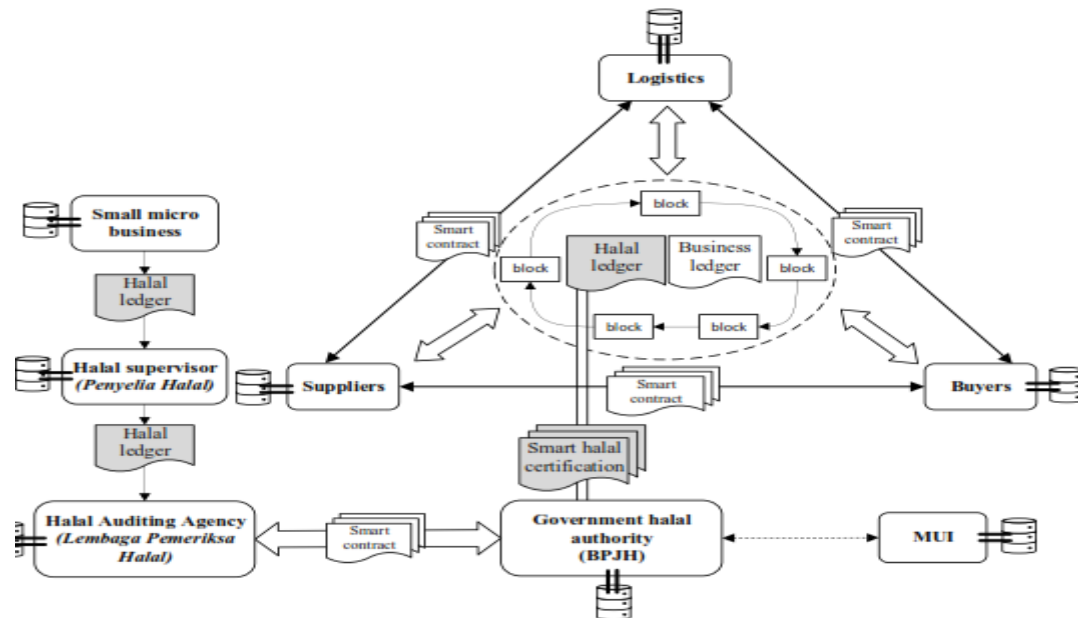 Logistics
Small micro
business
Smart
contract
Smart
contract
block
Halal
ledger
Business
ledger
block
block
block
block
Halal
ledger
Halal supervisor
(Penyelia Halal)
Suppliers
Smart
contract
Buyers
Halal
ledger
Smart halal
certification
Halal Auditing Agency
(Lembaga Pemeriksa
Halal)
Smart
contract
Government halal
authority
(BPJH)
MUI